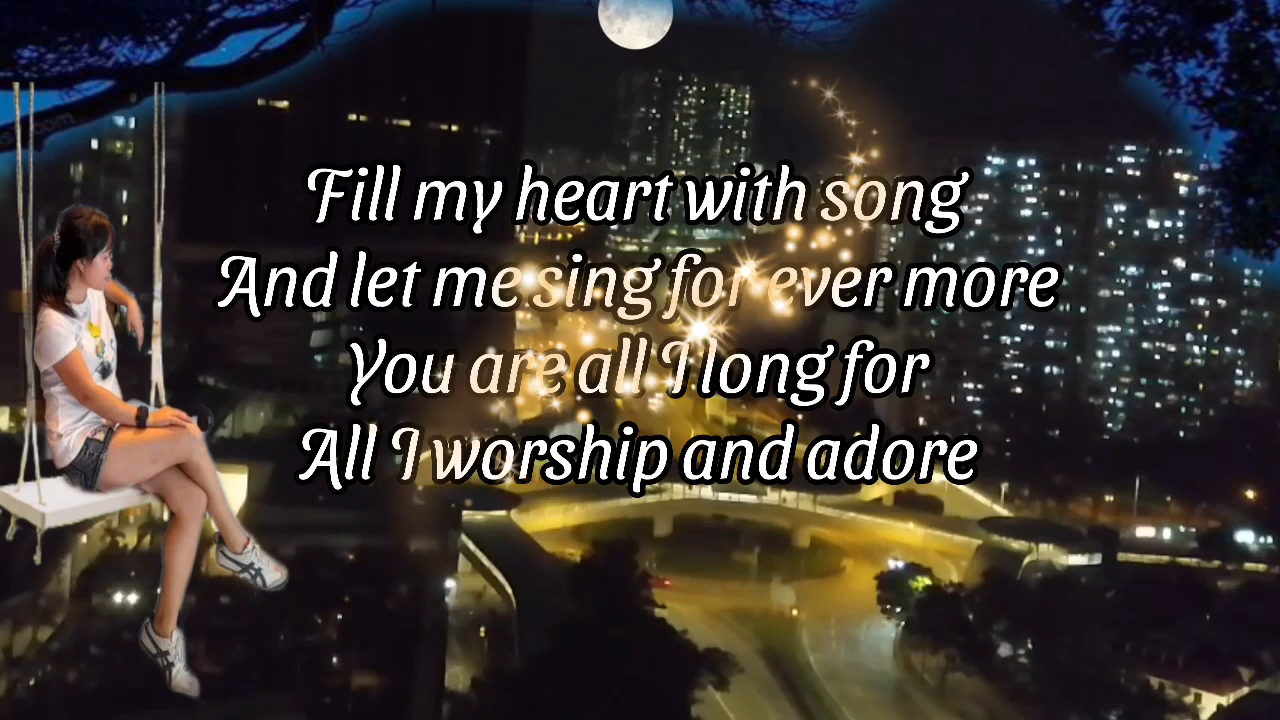 Fill my heart with song
And let me sing for ever more
You are all I long for
All I worship and adore